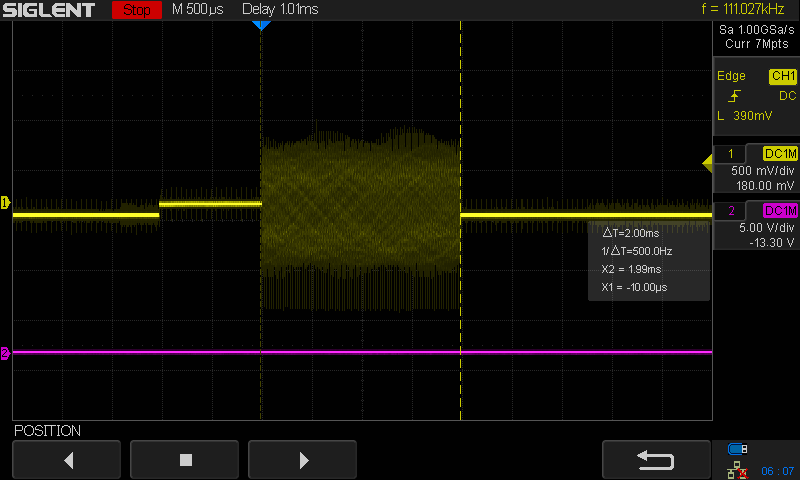 SIGLENT Stop M 500µs Delay 1.01ms f = 111.027kHz
Sa 1.00GSa/s
Curr 7Mpts
Edge CH1
DC
L 390mV
1 DC1M
500 mV/div
180.00 mV
2 DC1M
5.00 V/div
-13.30 V
1
2
△T=2.00ms
1/△T=500.0Hz
X2 = 1.99ms
X1 = -10.00µs
POSITION
06:07